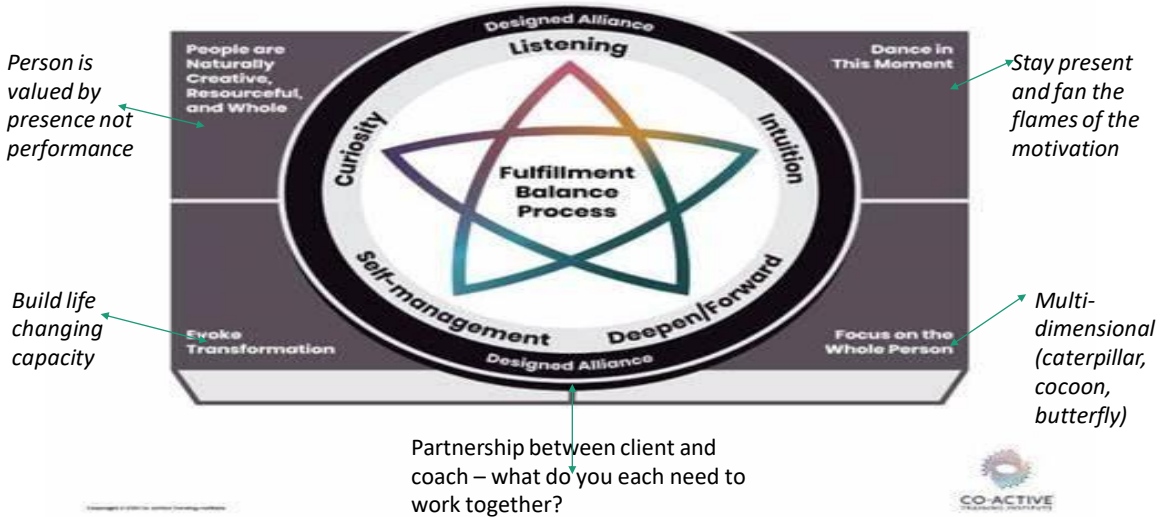 Designed Alliance
Listening
People are
Naturally
Creative,
Resourceful,
and Whole
Dance in
This Moment
Person is
valued by
presence not
performance
Stay present
and fan the
flames of the
motivation
Curiosity
Intuition
Fulfillment
Balance
Process
Self-management
Deepen/Forward
Build life
changing
capacity
Evoke
Transformation
Designed Alliance
Focus on the
Whole Person
Multi-
dimensional
(caterpillar,
cocoon,
butterfly)
Partnership between client and
coach – what do you each need to
work together?
CO-ACTIVE
TRAINING INSTITUTE